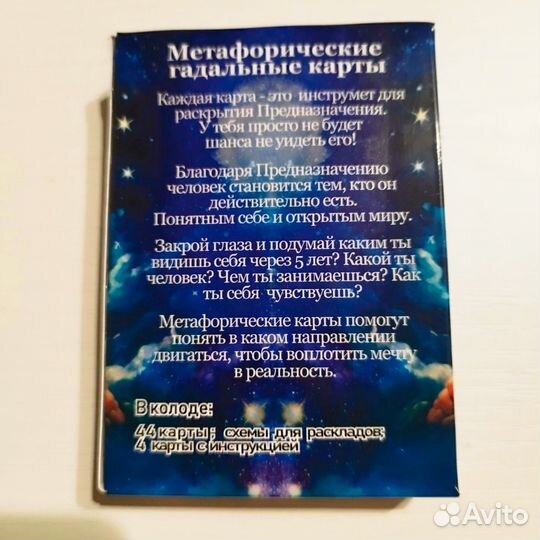 Метафорические
гадальные карты
Каждая карта - это инструмет для
раскрытия Предназначения.
У тебя просто не будет
шанса не уидеть его!
Благодаря Предназначению
человек становится тем, кто он
действительно есть.
Понятным себе и открытым миру.
Закрой глаза и подумай каким ты
видишь себя через 5 лет? Какой ты
человек? Чем ты занимаешься? Как
ты себя чувствуешь?
Метафорические карты помогут
понять в каком направлении
двигаться, чтобы воплотить мечту
в реальность.
В колоде:
44 карты ; схемы для раскладов;
4 карты с инструкцией
Avito